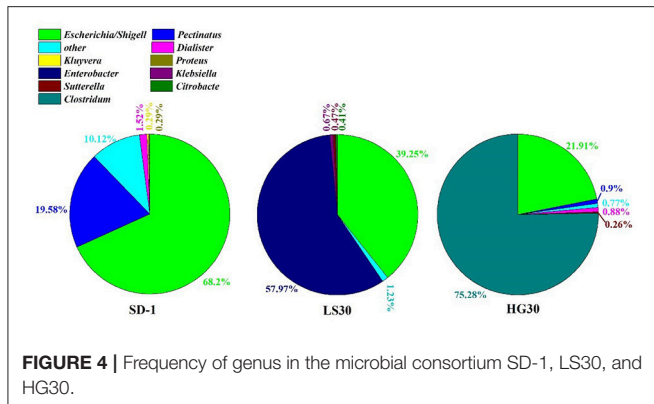 Escherichia/Shigell
Pectinatus
other
Dialister
Kluyvera
Proteus
Enterobacter
Klebsiella
Sutterella
Citrobacte
Clostridum
10.12%
1.52%
0.29%
0.29%
19.58%
68.2%
SD-1
0.67%
0.47%
0.41%
39.25%
57.97%
1.23%
LS30
21.91%
0.9%
0.77%
0.88%
0.26%
75.28%
HG30
FIGURE 4 | Frequency of genus in the microbial consortium SD-1, LS30, and
HG30.